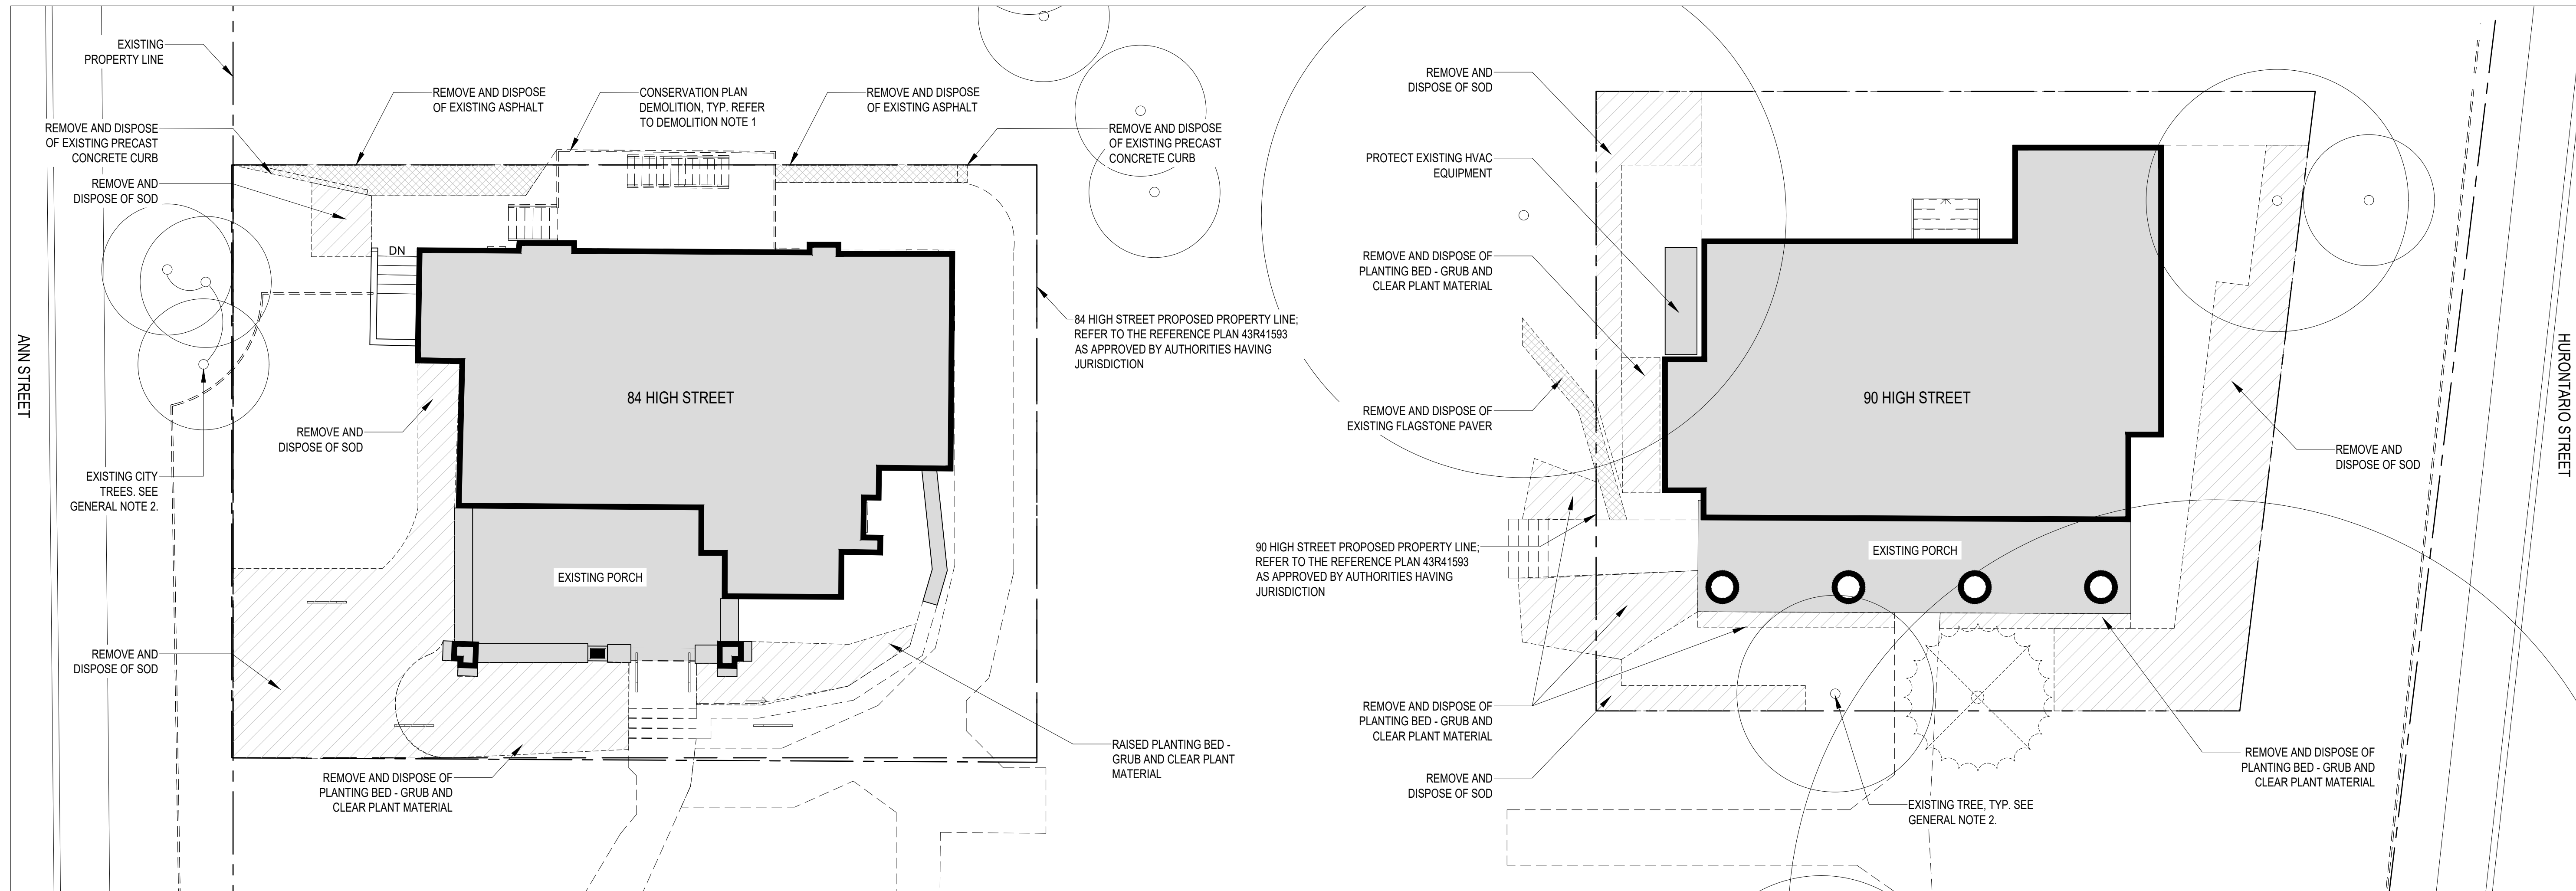 EXISTING
PROPERTY LINE
REMOVE AND DISPOSE
OF EXISTING ASPHALT
CONSERVATION PLAN
DEMOLITION, TYP. REFER
TO DEMOLITION NOTE 1
REMOVE AND DISPOSE
OF EXISTING ASPHALT
REMOVE AND DISPOSE
OF EXISTING PRECAST
CONCRETE CURB
REMOVE AND DISPOSE
OF EXISTING PRECAST
CONCRETE CURB
REMOVE AND
DISPOSE OF SOD
DN
ANN STREET
84 HIGH STREET PROPOSED PROPERTY LINE;
REFER TO THE REFERENCE PLAN 43R41593
AS APPROVED BY AUTHORITIES HAVING
JURISDICTION
84 HIGH STREET
REMOVE AND
DISPOSE OF SOD
EXISTING CITY
TREES. SEE
GENERAL NOTE 2.
EXISTING PORCH
REMOVE AND
DISPOSE OF SOD
REMOVE AND DISPOSE OF
PLANTING BED - GRUB AND
CLEAR PLANT MATERIAL
RAISED PLANTING BED -
GRUB AND CLEAR PLANT
MATERIAL
REMOVE AND
DISPOSE OF SOD
PROTECT EXISTING HVAC
EQUIPMENT
REMOVE AND DISPOSE OF
PLANTING BED - GRUB AND
CLEAR PLANT MATERIAL
REMOVE AND DISPOSE OF
EXISTING FLAGSTONE PAVER
90 HIGH STREET
HURONTARIO STREET
REMOVE AND
DISPOSE OF SOD
90 HIGH STREET PROPOSED PROPERTY LINE;
REFER TO THE REFERENCE PLAN 43R41593
AS APPROVED BY AUTHORITIES HAVING
JURISDICTION
EXISTING PORCH
REMOVE AND DISPOSE OF
PLANTING BED - GRUB AND
CLEAR PLANT MATERIAL
REMOVE AND
DISPOSE OF SOD
EXISTING TREE, TYP. SEE
GENERAL NOTE 2.
REMOVE AND DISPOSE OF
PLANTING BED - GRUB AND
CLEAR PLANT MATERIAL